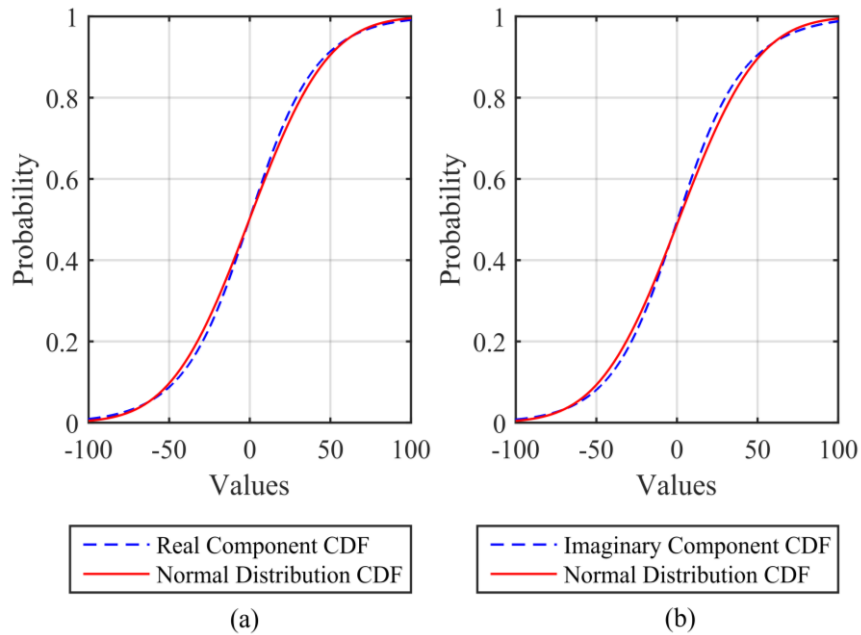 1
0.8
0.6
0.4
0.2
0
Probability
-100 -50 0 50 100
Values
Real Component CDF
Normal Distribution CDF
(a)
1
0.8
0.6
0.4
0.2
0
Probability
-100 -50 0 50 100
Values
Imaginary Component CDF
Normal Distribution CDF
(b)